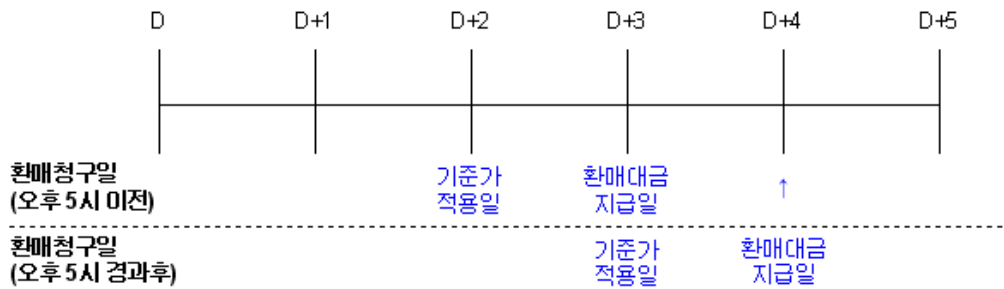 D D+1 D+2 D+3 D+4 D+5
환매청구일 기준가 환매대금 ↑
(오후 5시 이전) 적용일 지급일
환매청구일 기준가 환매대금
(오후 5시 경과후) 적용일 지급일